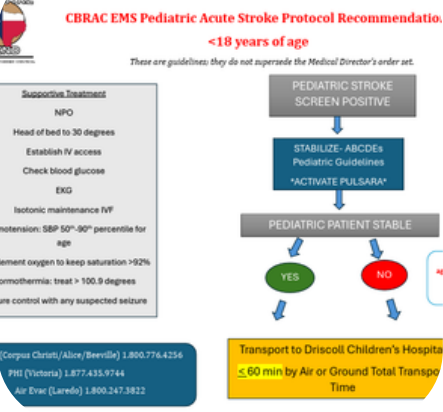 CBRAC EMS Pediatric Acute Stroke Protocol Recommendation
<18 years of age
These are guidelines; they do not supersede the Medical Director's order set.
Supportive Treatment
NPO
Head of bed to 30 degrees
Establish IV access
Check blood glucose
EKG
Isotonic maintenance IVF
SBP 50th-90th percentile for
age
oxygen to keep saturation >92%
treat > 100.9 degrees
control with any suspected seizure
(Corpus Christi/Alice/Beeville) 1.800.776.4256
PHI (Victoria) 1.877.435.9744
Air Evac (Laredo) 1.800.247.3822
PEDIATRIC STROKE
SCREEN POSITIVE
STABILIZE- ABCDEs
Pediatric Guidelines
*ACTIVATE PULSARA*
PEDIATRIC PATIENT STABLE
YES
NO
Transport to Driscoll Children's Hospital
< 60 min by Air or Ground Total
Time